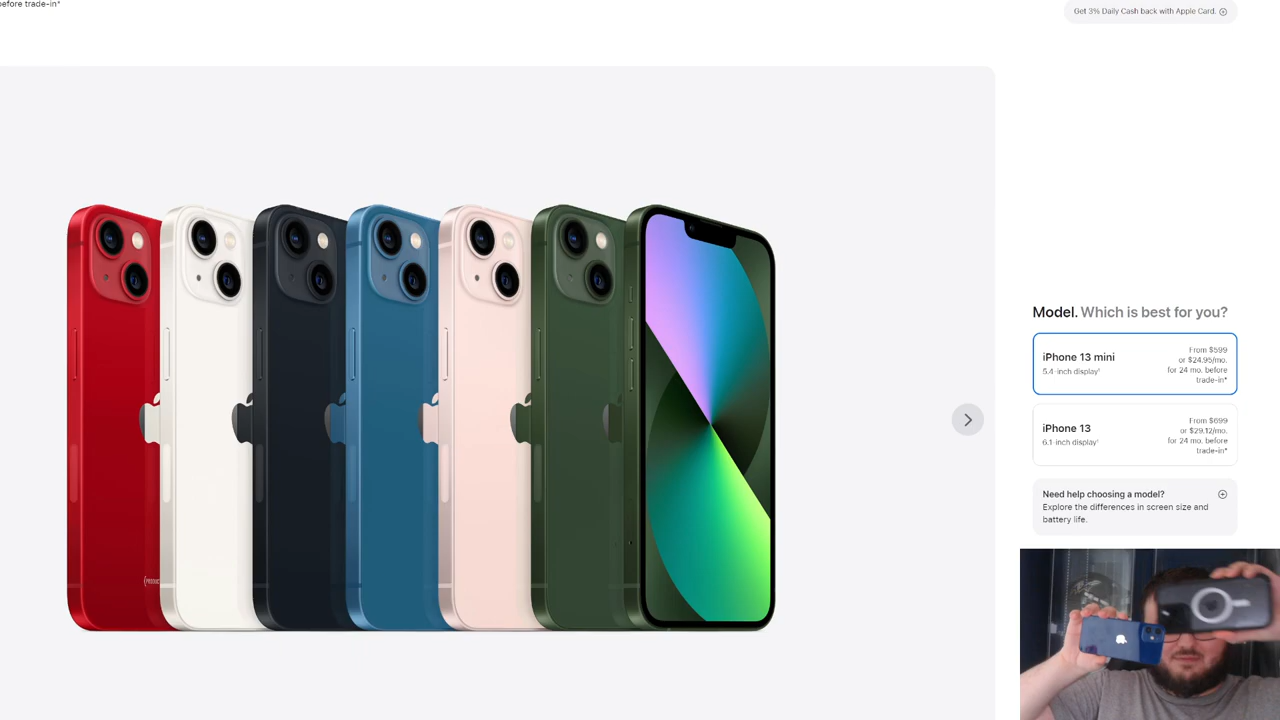 before trade-in*
Get 3% Daily Cash back with Apple Card.
Model. Which is best for you?
iPhone 13 mini
5.4-inch display¹
From $599
or $24.95/mo.
for 24 mo. before
trade-in*
iPhone 13
6.1-inch display¹
From $699
or $29.12/mo.
for 24 mo. before
trade-in*
Need help choosing a model?
Explore the differences in screen size and
battery life.